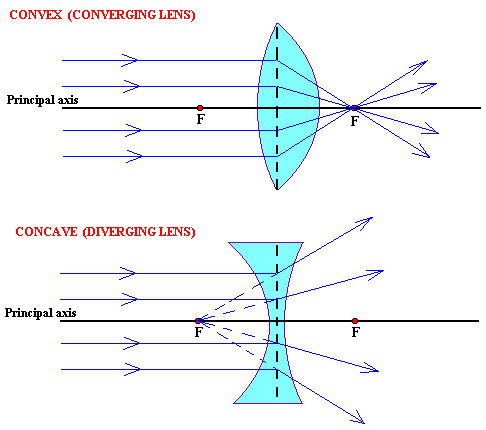 CONVEX (CONVERGING LENS)
Principal axis
F
F
CONCAVE (DIVERGING LENS)
Principal axis
F
F